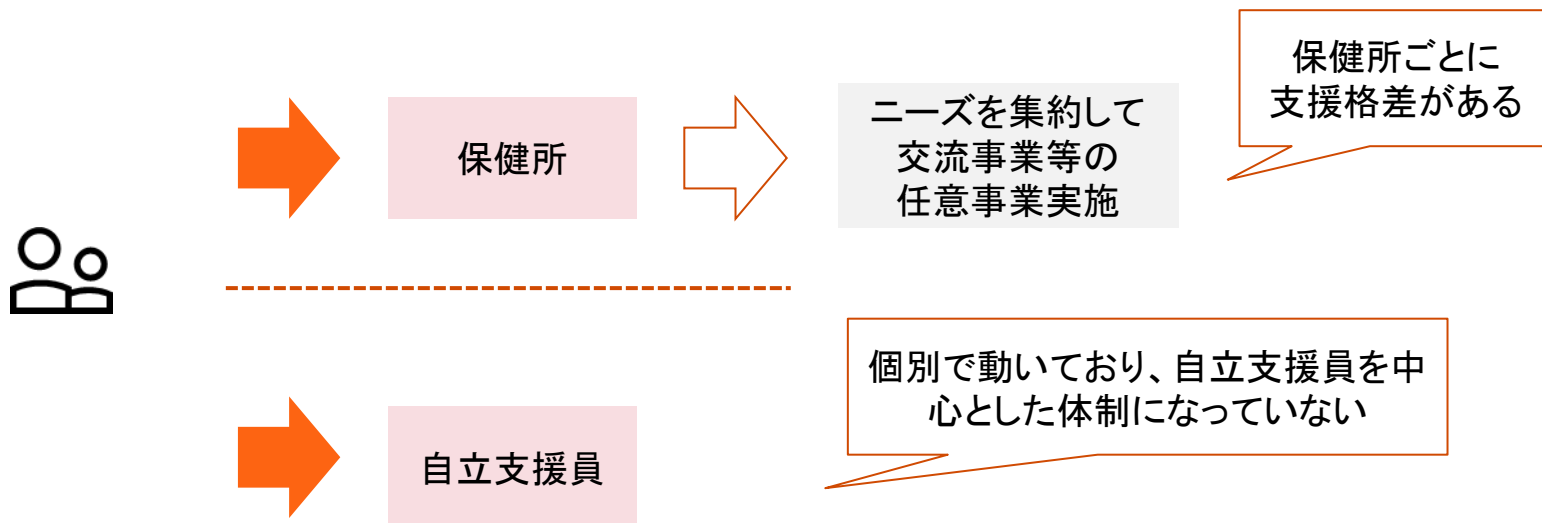 保健所ごとに
支援格差がある
保健所
ニーズを集約して
交流事業等の
任意事業実施
個別で動いており、自立支援員を中
心とした体制になっていない
自立支援員